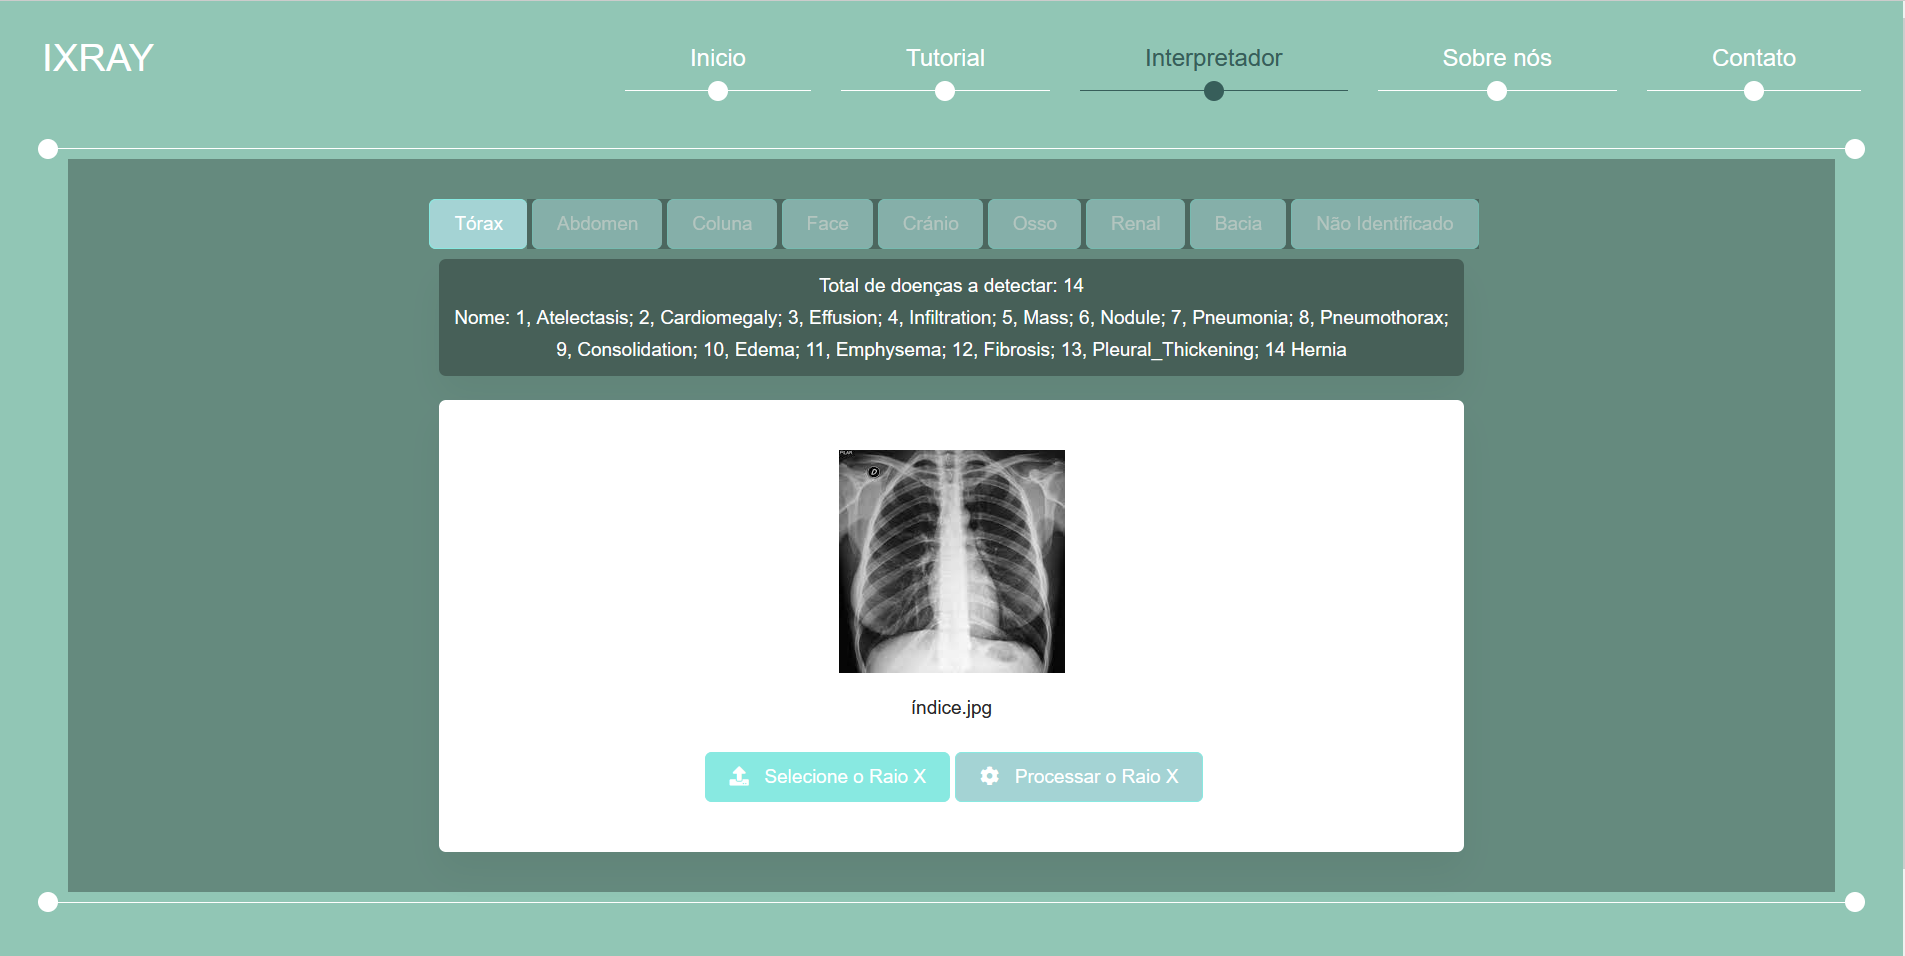 IXRAY
Inicio
Tutorial
Interpretador
Sobre nós
Contato
Tórax
Abdomen
Coluna
Face
Cránio
Osso
Renal
Bacia
Não Identificado
Total de doenças a detectar: 14
Nome: 1, Atelectasis; 2, Cardiomegaly; 3, Effusion; 4, Infiltration; 5, Mass; 6, Nodule; 7, Pneumonia; 8, Pneumothorax;
9, Consolidation; 10, Edema; 11, Emphysema; 12, Fibrosis; 13, Pleural_Thickening; 14 Hernia
D
índice.jpg
Selecione o Raio X
Processar o Raio X